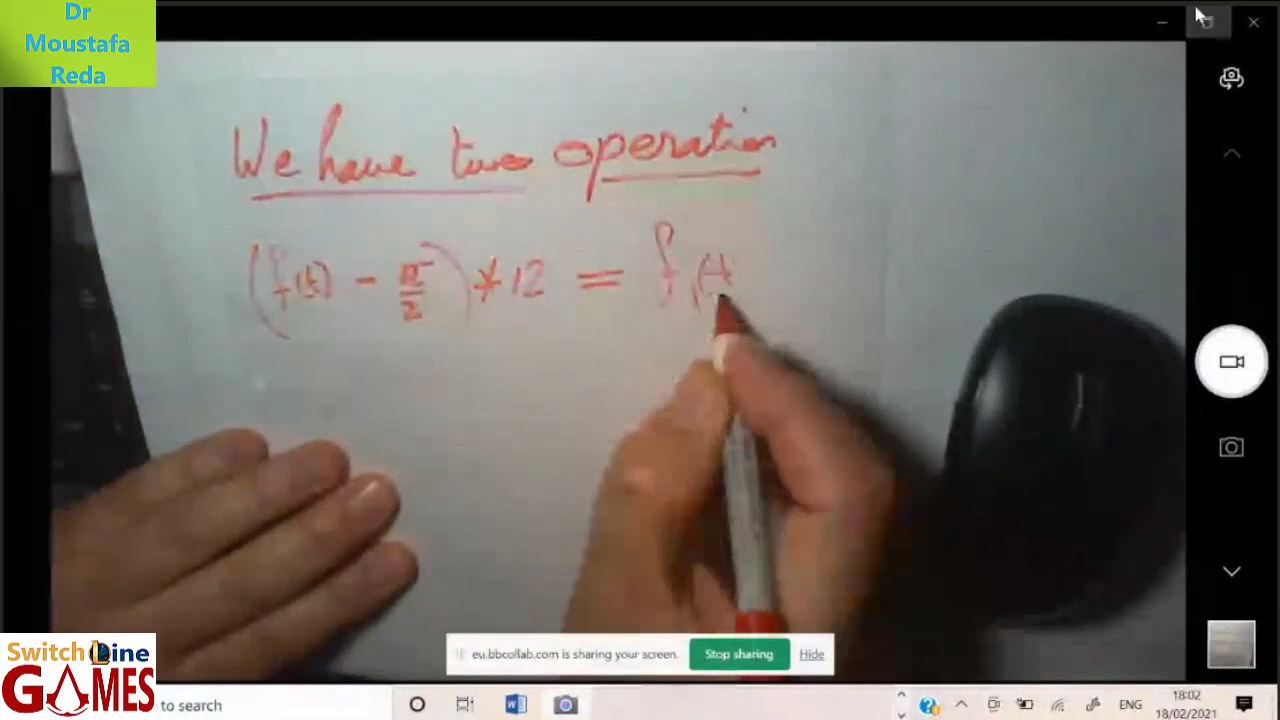 Dr
Moustafa
Reda
We have two operation
(f(t) - π/2) * 12 = f1(t
eu.bbcollab.com is sharing your screen. Stop sharing Hide
Switch Line
GAMES
to search
ENG
18:02
18/02/2021